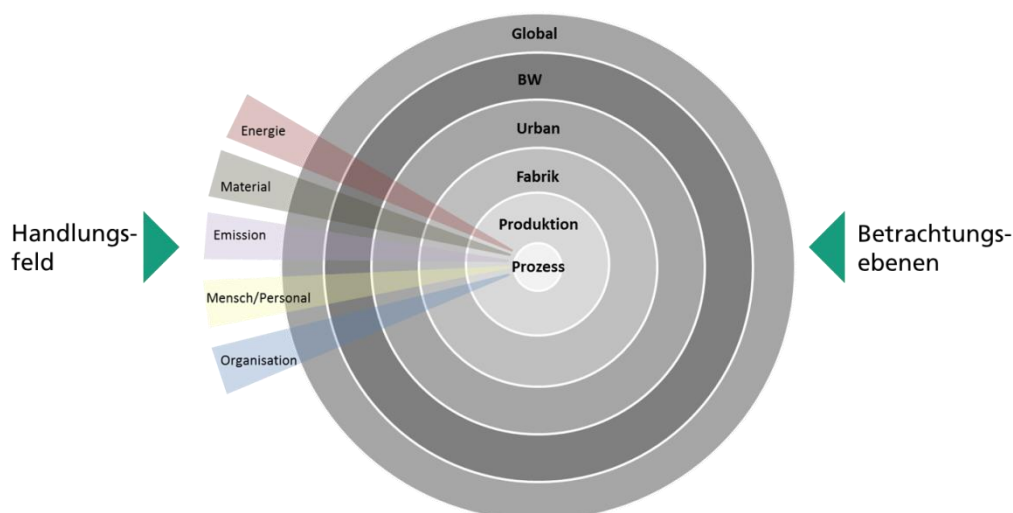 Global
BW
Urban
Fabrik
Produktion
Prozess
Energie
Material
Emission
Mensch/Personal
Organisation
Handlungs-
feld
Betrachtungs-
ebenen